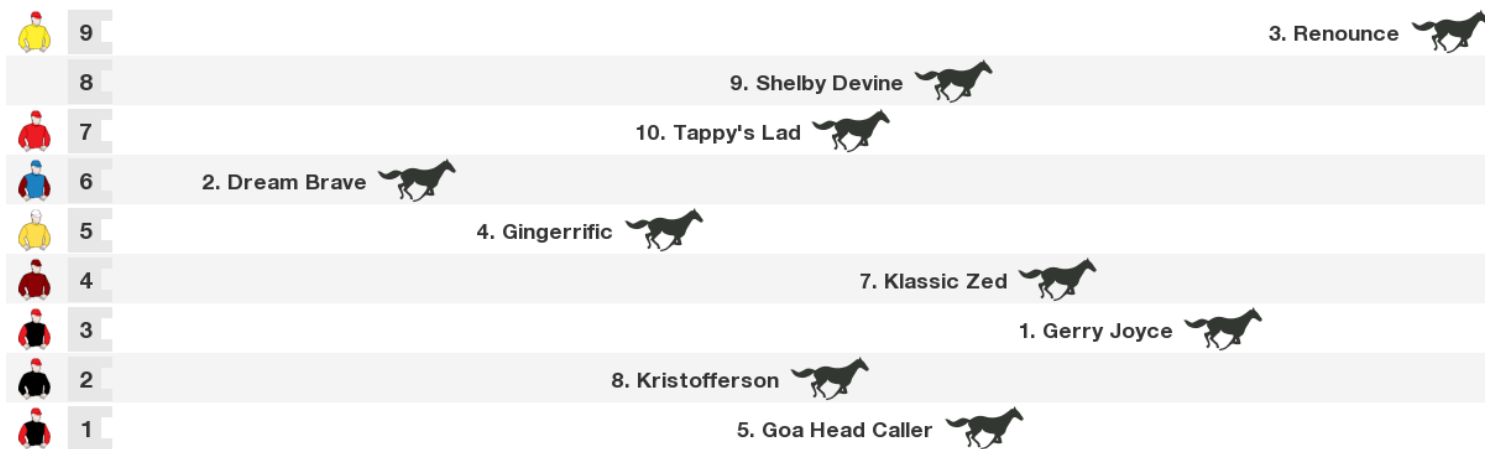 9 3. Renounce
8 9. Shelby Devine
7 10. Tappy's Lad
6 2. Dream Brave
5 4. Gingerrific
4 7. Klassic Zed
3 1. Gerry Joyce
2 8. Kristofferson
1 5. Goa Head Caller